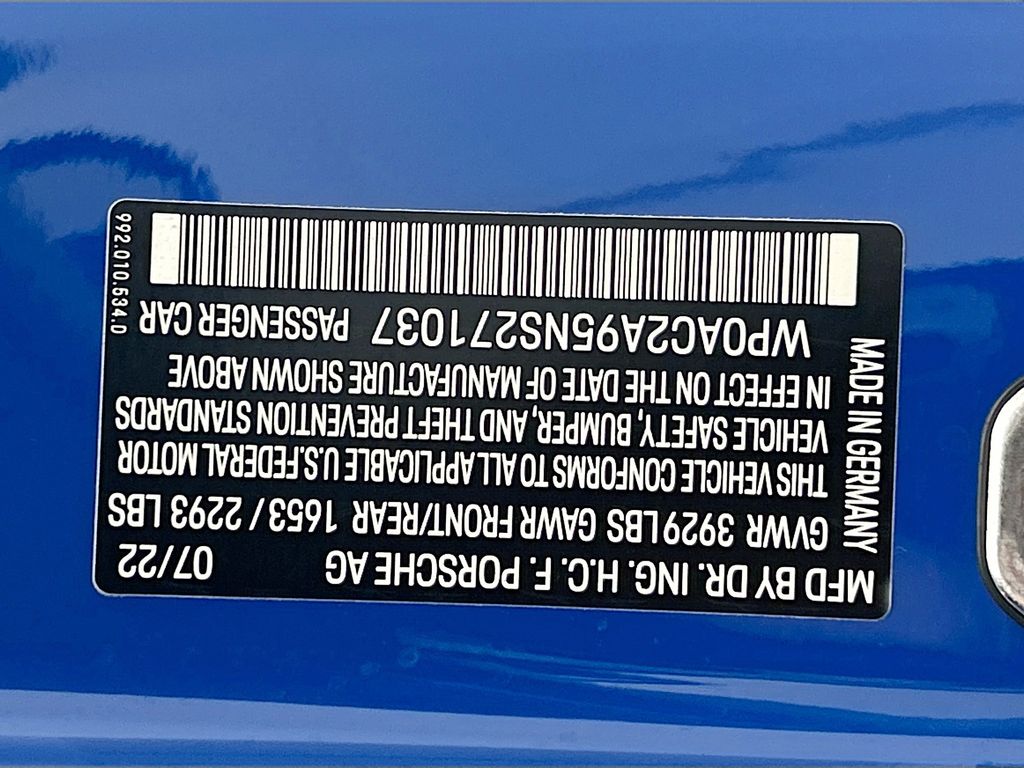 MFD BY DR. ING. H.C. F. PORSCHE AG 07/22
GVWR 3929 LBS GAWR FRONT/REAR 1653 / 2293 LBS
THIS VEHICLE CONFORMS TO ALL APPLICABLE U.S.FEDERAL MOTOR
VEHICLE SAFETY, BUMPER, AND THEFT PREVENTION STANDARDS
IN EFFECT ON THE DATE OF MANUFACTURE SHOWN ABOVE
WP0AC2A95NS271037 PASSENGER CAR
MADE IN GERMANY
992.010.534.0